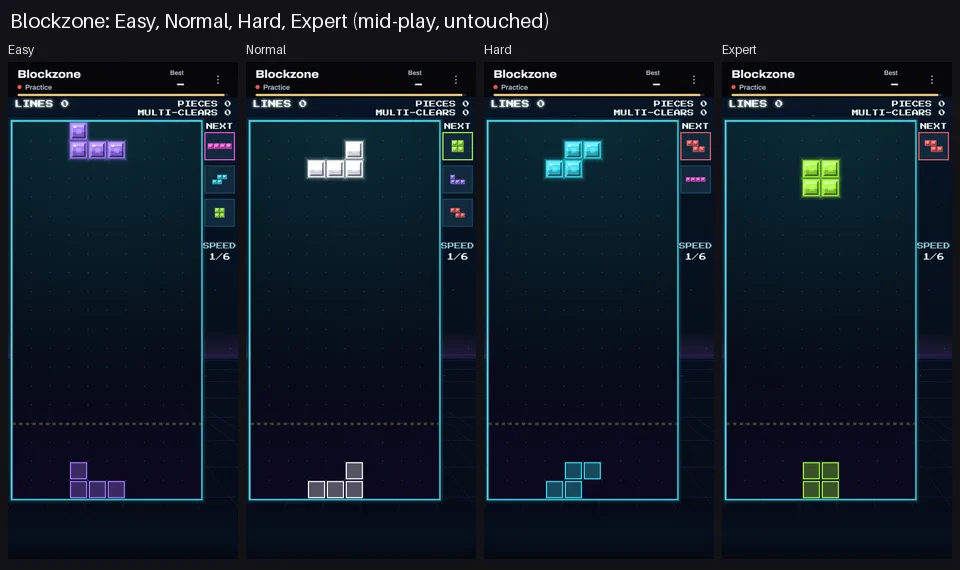 Blockzone: Easy, Normal, Hard, Expert (mid-play, untouched)
Easy
Blockzone
Practice
Best
–
LINES 0
PIECES 0
MULTI-CLEARS 0
NEXT
SPEED
1/6
Normal
Blockzone
Practice
Best
–
LINES 0
PIECES 0
MULTI-CLEARS 0
NEXT
SPEED
1/6
Hard
Blockzone
Practice
Best
–
LINES 0
PIECES 0
MULTI-CLEARS 0
NEXT
SPEED
1/6
Expert
Blockzone
Practice
Best
–
LINES 0
PIECES 0
MULTI-CLEARS 0
NEXT
SPEED
1/6